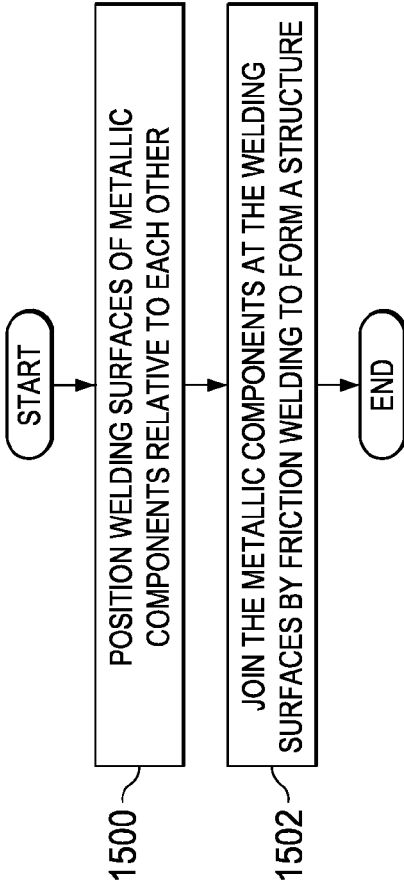 START
1500
POSITION WELDING SURFACES OF METALLIC
COMPONENTS RELATIVE TO EACH OTHER
1502
JOIN THE METALLIC COMPONENTS AT THE WELDING
SURFACES BY FRICTION WELDING TO FORM A STRUCTURE
END